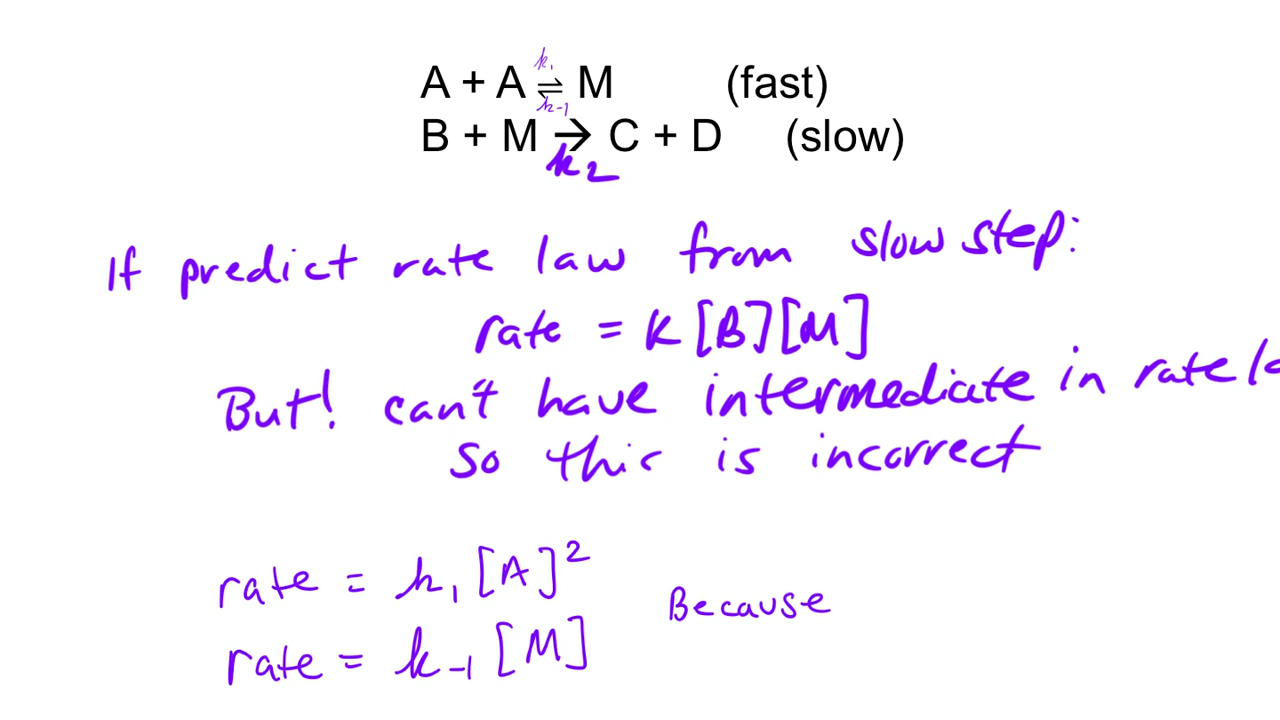 k₁
A + A ⇌ M (fast)
k-1
B + M → C + D (slow)
k2
If predict rate law from slow step:
rate = k[B][M]
But! can't have intermediate in rate
so this is incorrect
rate = k₁[A]² Because
rate = k-1[M]